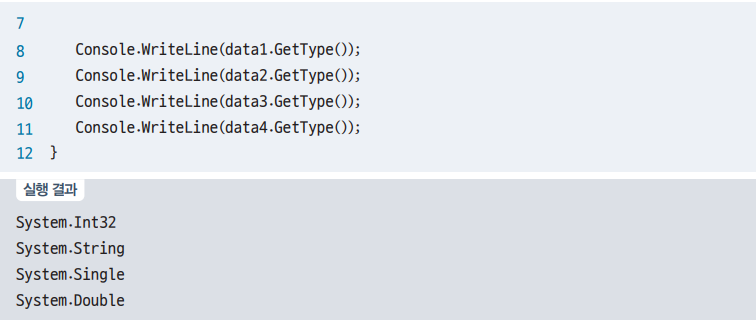 7
8 Console.WriteLine(data1.GetType());
9 Console.WriteLine(data2.GetType());
10 Console.WriteLine(data3.GetType());
11 Console.WriteLine(data4.GetType());
12 }
실행 결과
System.Int32
System.String
System.Single
System.Double